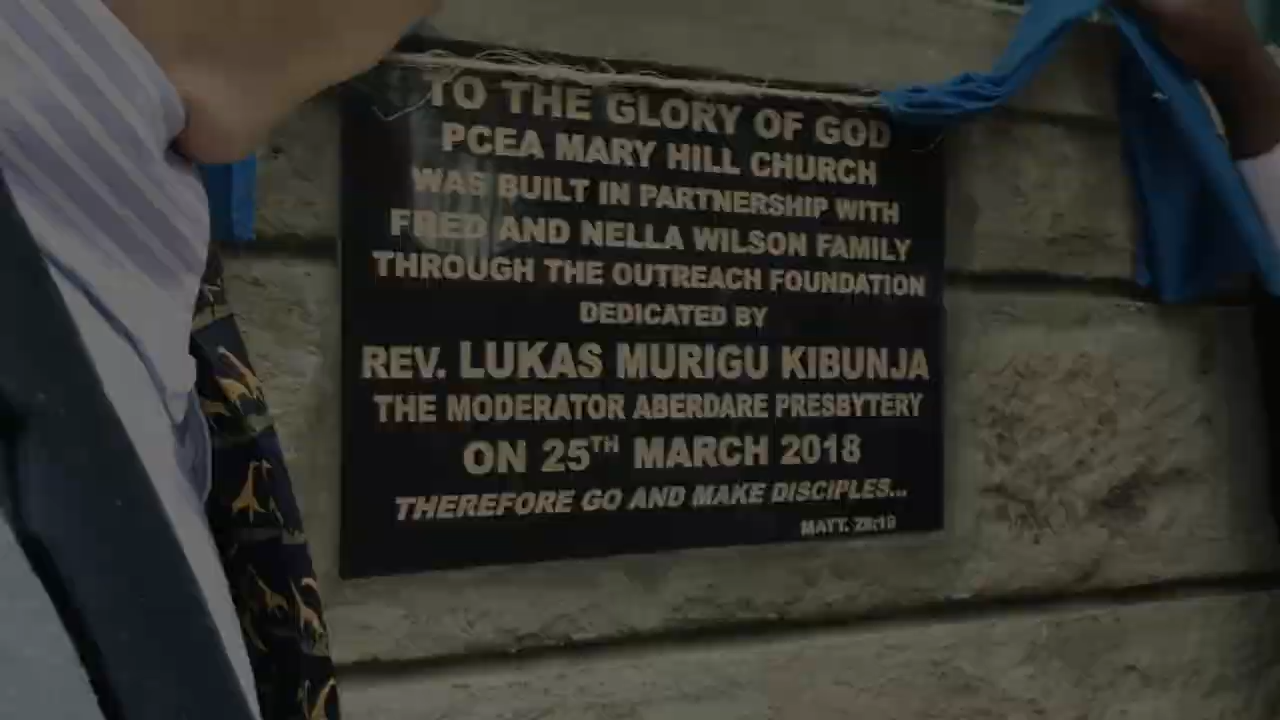 TO THE GLORY OF GOD
PCEA MARY HILL CHURCH
WAS BUILT IN PARTNERSHIP WITH
FRED AND NELLA WILSON FAMILY
THROUGH THE OUTREACH FOUNDATION
DEDICATED BY
REV. LUKAS MURIGU KIBUNJA
THE MODERATOR ABERDARE PRESBYTERY
ON 25TH MARCH 2018
THEREFORE GO AND MAKE DISCIPLES...
MATT. 28:19